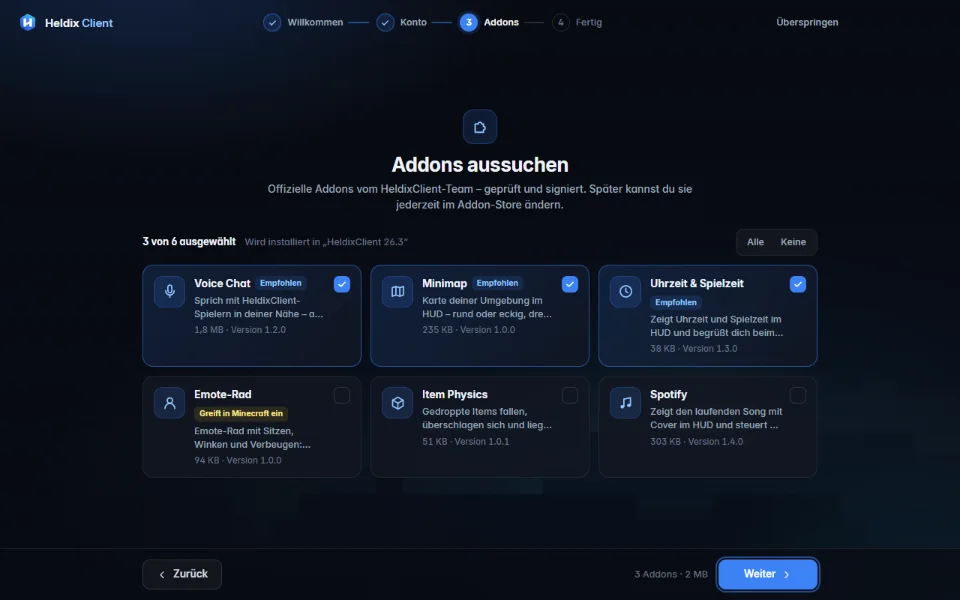 Heldix Client
Willkommen
Konto
3 Addons
4 Fertig
Überspringen
Addons aussuchen
Offizielle Addons vom HeldixClient-Team – geprüft und signiert. Später kannst du sie
jederzeit im Addon-Store ändern.
3 von 6 ausgewählt Wird installiert in „HeldixClient 26.3“
Alle Keine
Voice Chat Empfohlen
Sprich mit HeldixClient-
Spielern in deiner Nähe – a...
1,8 MB · Version 1.2.0
Minimap Empfohlen
Karte deiner Umgebung im
HUD – rund oder eckig, dre...
235 KB · Version 1.0.0
Uhrzeit & Spielzeit
Empfohlen
Zeigt Uhrzeit und Spielzeit im
HUD und begrüßt dich beim...
38 KB · Version 1.3.0
Emote-Rad
Greift in Minecraft ein
Emote-Rad mit Sitzen,
Winken und Verbeugen:...
94 KB · Version 1.0.0
Item Physics
Gedroppte Items fallen,
überschlagen sich und lieg...
51 KB · Version 1.0.1
Spotify
Zeigt den laufenden Song mit
Cover im HUD und steuert ...
303 KB · Version 1.4.0
Zurück
3 Addons · 2 MB
Weiter